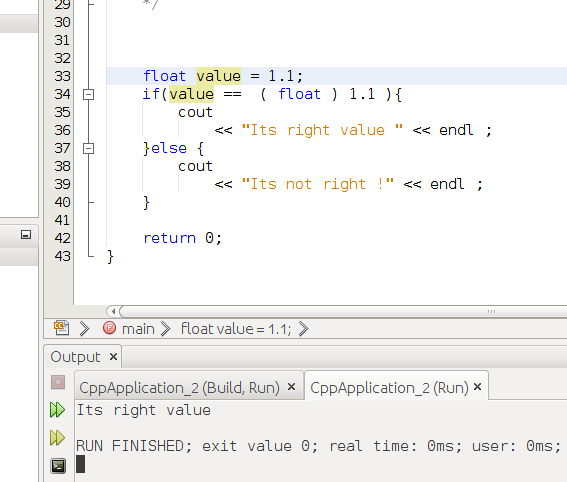 29 */
30
31
32
33 float value = 1.1;
34 if(value == ( float ) 1.1 ){
35 cout
36 << "Its right value " << endl ;
37 }else {
38 cout
39 << "Its not right !" << endl ;
40 }
41
42 return 0;
43 }
main float value = 1.1;
Output ×
CppApplication_2 (Build, Run) × CppApplication_2 (Run) ×
Its right value
RUN FINISHED; exit value 0; real time: 0ms; user: 0ms;